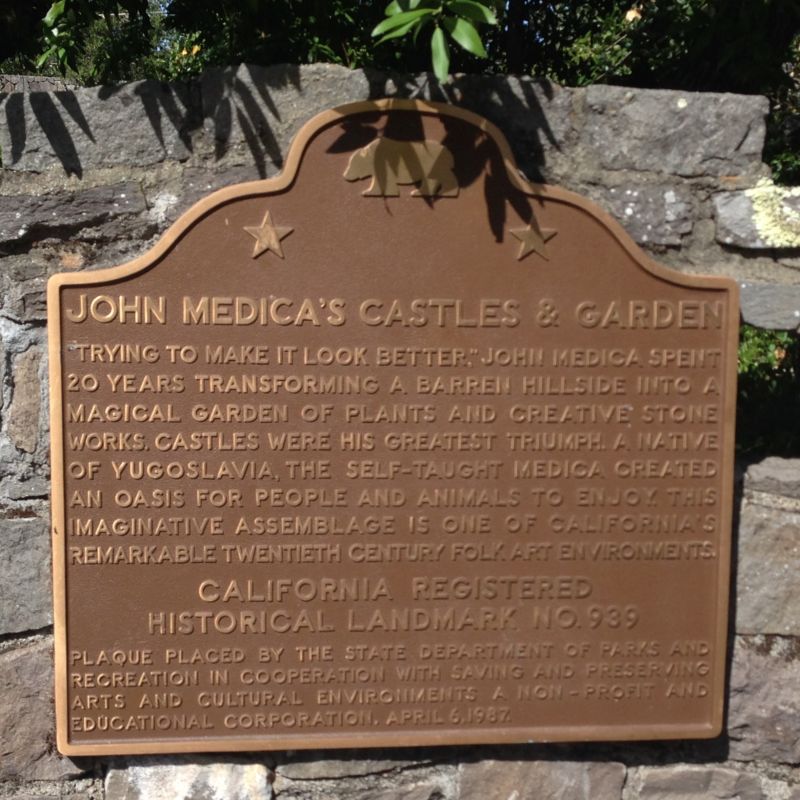 JOHN MEDICA'S CASTLES & GARDEN
"TRYING TO MAKE IT LOOK BETTER," JOHN MEDICA SPENT
20 YEARS TRANSFORMING A BARREN HILLSIDE INTO A
MAGICAL GARDEN OF PLANTS AND CREATIVE STONE
WORKS. CASTLES WERE HIS GREATEST TRIUMPH. A NATIVE
OF YUGOSLAVIA, THE SELF-TAUGHT MEDICA CREATED
AN OASIS FOR PEOPLE AND ANIMALS TO ENJOY. THIS
IMAGINATIVE ASSEMBLAGE IS ONE OF CALIFORNIA'S
REMARKABLE TWENTIETH CENTURY FOLK ART ENVIRONMENTS.
CALIFORNIA REGISTERED
HISTORICAL LANDMARK NO. 939
PLAQUE PLACED BY THE STATE DEPARTMENT OF PARKS AND
RECREATION IN COOPERATION WITH SAVING AND PRESERVING
ARTS AND CULTURAL ENVIRONMENTS A NON-PROFIT AND
EDUCATIONAL CORPORATION. APRIL 6, 1987.